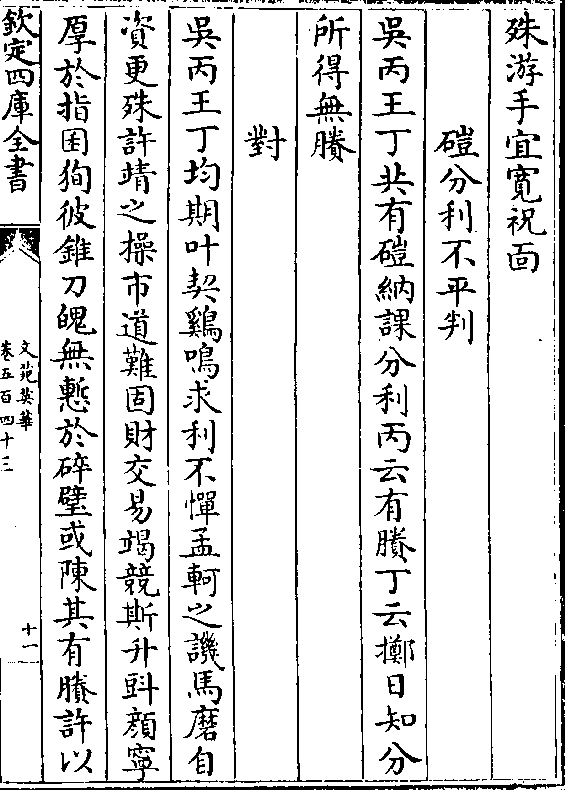 殊游手宜寛祝面
磑分利不平判
吳丙王丁共有磑納課分利丙云有賸丁云擲日知分
所得無賸
對
吳丙王丁均期叶契鷄鳴求利不憚孟軻之譏馬磨自
資更殊許靖之操市道難固財交易竭競斯升㪷顔寧
厚於指囷狥彼錐刀媿無慙於碎璧或陳其有賸許以
欽定四庫全書
文苑英華
卷五百四十三
十一